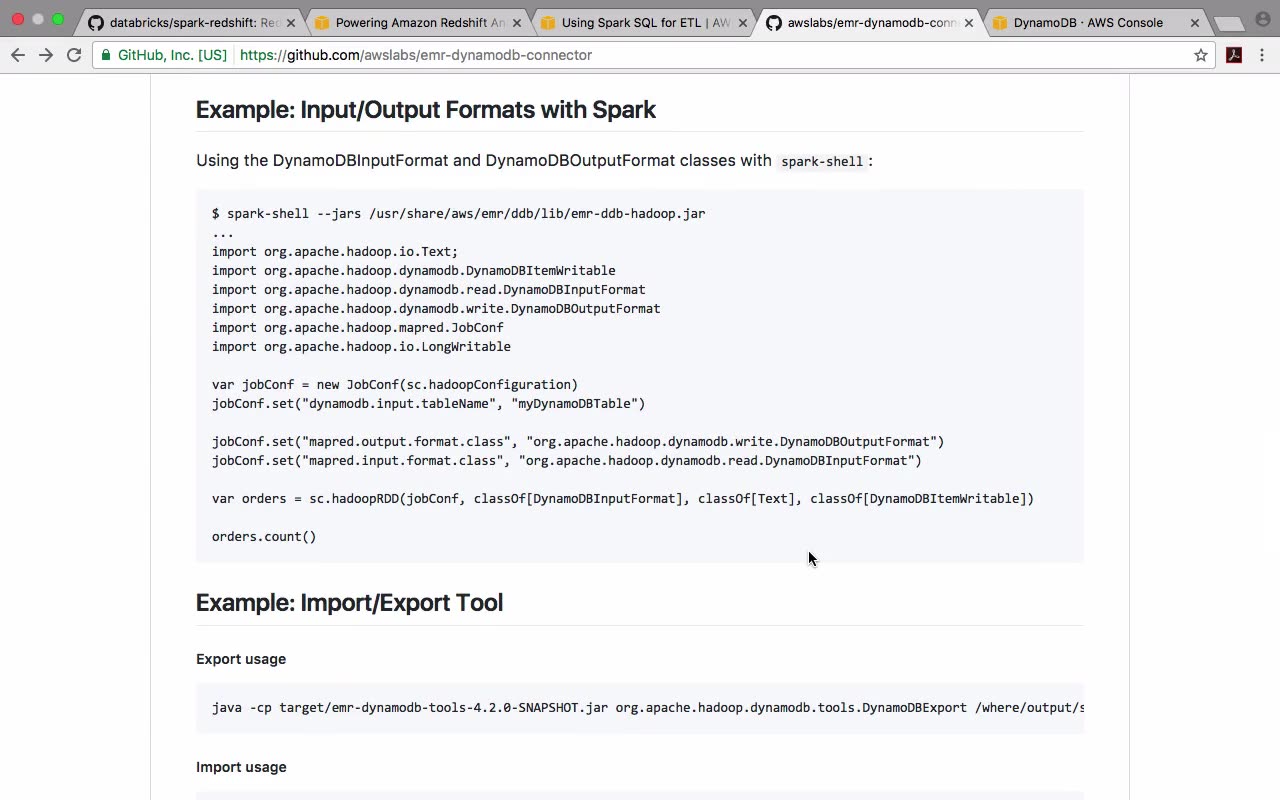 databricks/spark-redshift: Red
Powering Amazon Redshift An
Using Spark SQL for ETL | AW
awslabs/emr-dynamodb-conn
DynamoDB · AWS Console
GitHub, Inc. [US]
https://github.com/awslabs/emr-dynamodb-connector
Example: Input/Output Formats with Spark
Using the DynamoDBInputFormat and DynamoDBOutputFormat classes with spark-shell :
$ spark-shell --jars /usr/share/aws/emr/ddb/lib/emr-ddb-hadoop.jar
...
import org.apache.hadoop.io.Text;
import org.apache.hadoop.dynamodb.DynamoDBItemWritable
import org.apache.hadoop.dynamodb.read.DynamoDBInputFormat
import org.apache.hadoop.dynamodb.write.DynamoDBOutputFormat
import org.apache.hadoop.mapred.JobConf
import org.apache.hadoop.io.LongWritable
var jobConf = new JobConf(sc.hadoopConfiguration)
jobConf.set("dynamodb.input.tableName", "myDynamoDBTable")
jobConf.set("mapred.output.format.class", "org.apache.hadoop.dynamodb.write.DynamoDBOutputFormat")
jobConf.set("mapred.input.format.class", "org.apache.hadoop.dynamodb.read.DynamoDBInputFormat")
var orders = sc.hadoopRDD(jobConf, classOf[DynamoDBInputFormat], classOf[Text], classOf[DynamoDBItemWritable])
orders.count()
Example: Import/Export Tool
Export usage
java -cp target/emr-dynamodb-tools-4.2.0-SNAPSHOT.jar org.apache.hadoop.dynamodb.tools.DynamoDBExport /where/output/s
Import usage